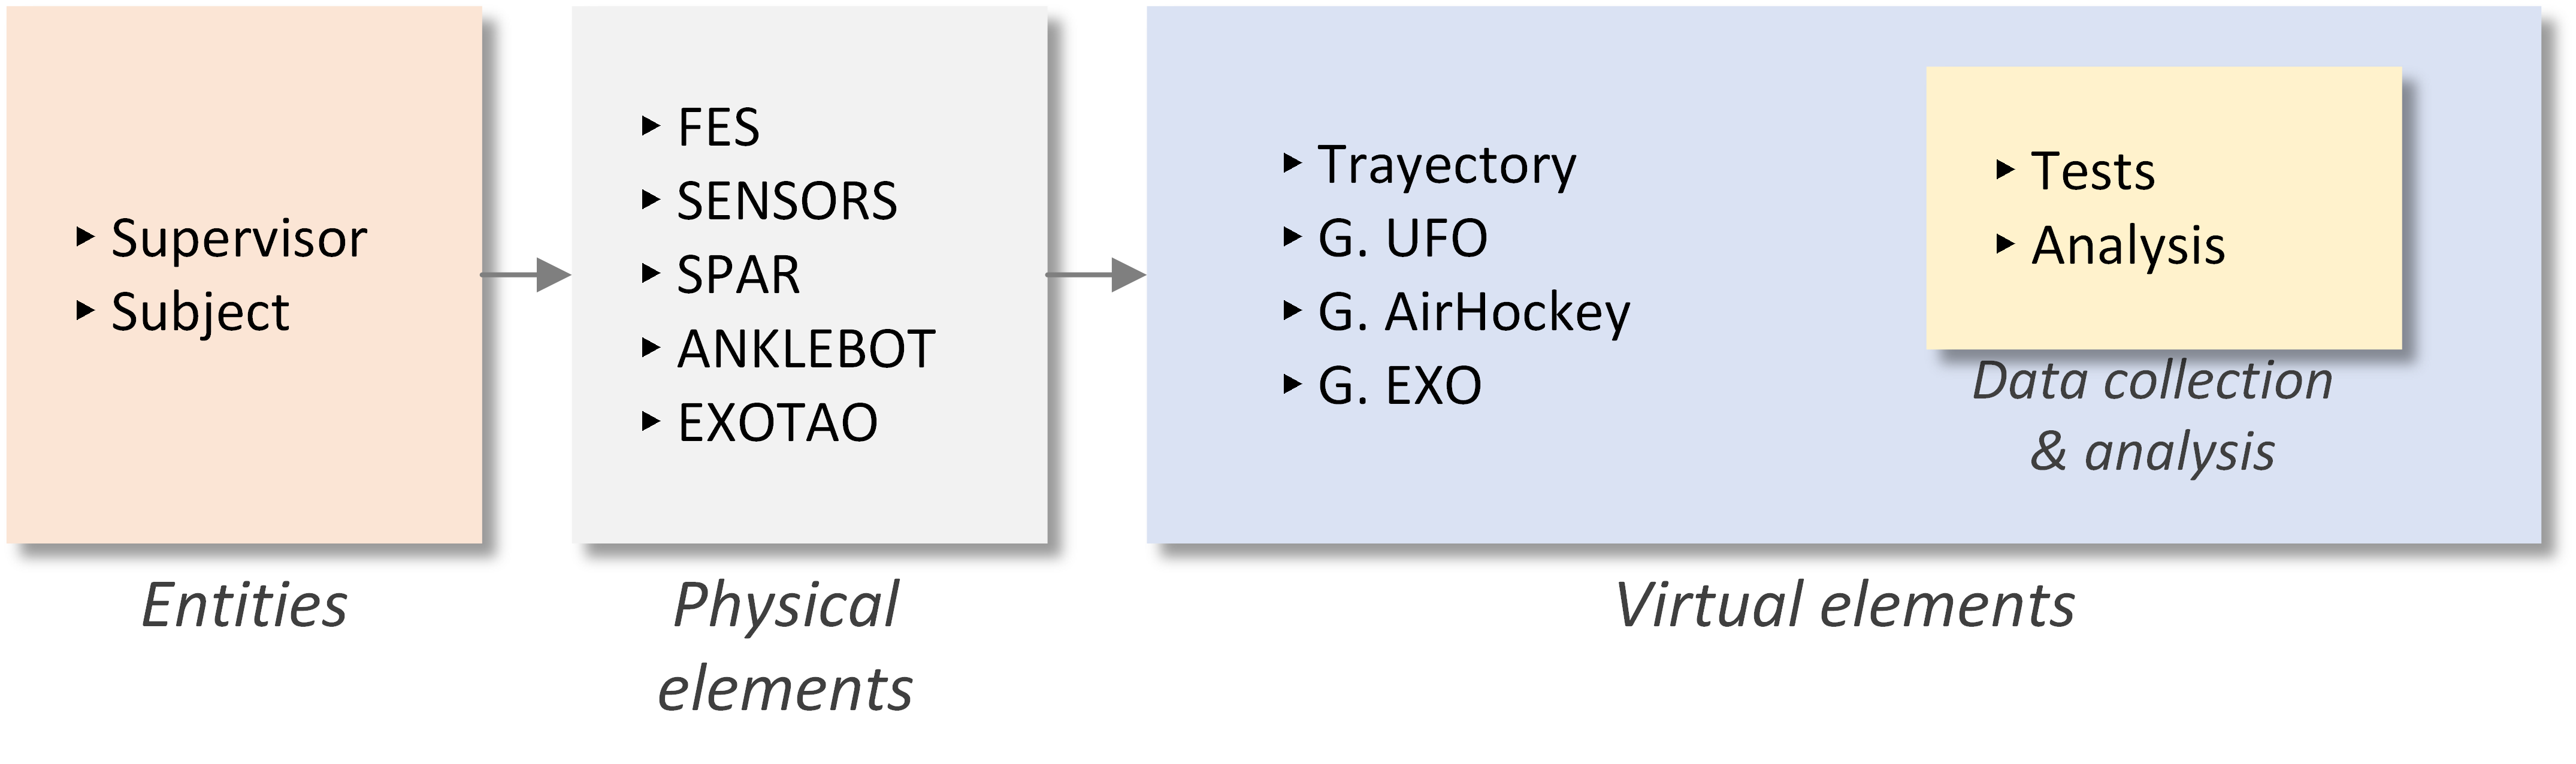 Supervisor
Subject
Entities
FES
SENSORS
SPAR
ANKLEBOT
EXOTAO
Physical
elements
Trayectory
G. UFO
G. AirHockey
G. EXO
Tests
Analysis
Data collection
& analysis
Virtual elements